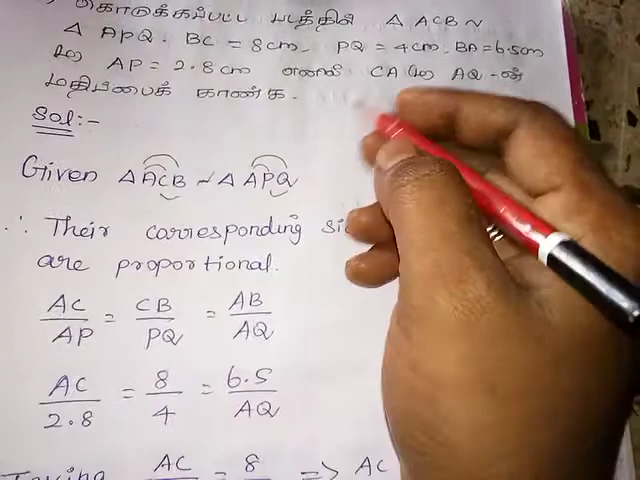 கொடுக்கப்பட்ட படத்தில் Δ ACB ~
Δ APQ. BC = 8cm. PQ = 4cm. BA = 6.5cm
AP = 2.8cm எனில் CA AQ -ன்
மதிப்பைக் காண்க.
Sol:-
Given ΔACB ~ Δ APQ
∴ Their corresponding
are proportional.
AC/AP = CB/PQ = AB/AQ
AC/2.8 = 8/4 = 6.5/AQ
AC = 8 => AC